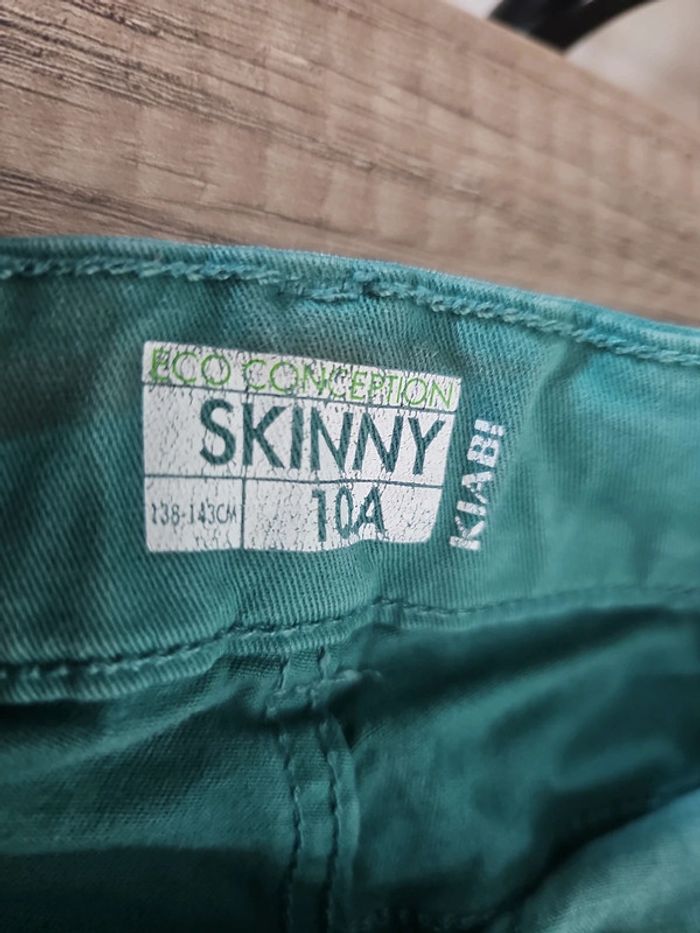 ECO CONCEPTION
SKINNY
138-143CM
10A
KIABI